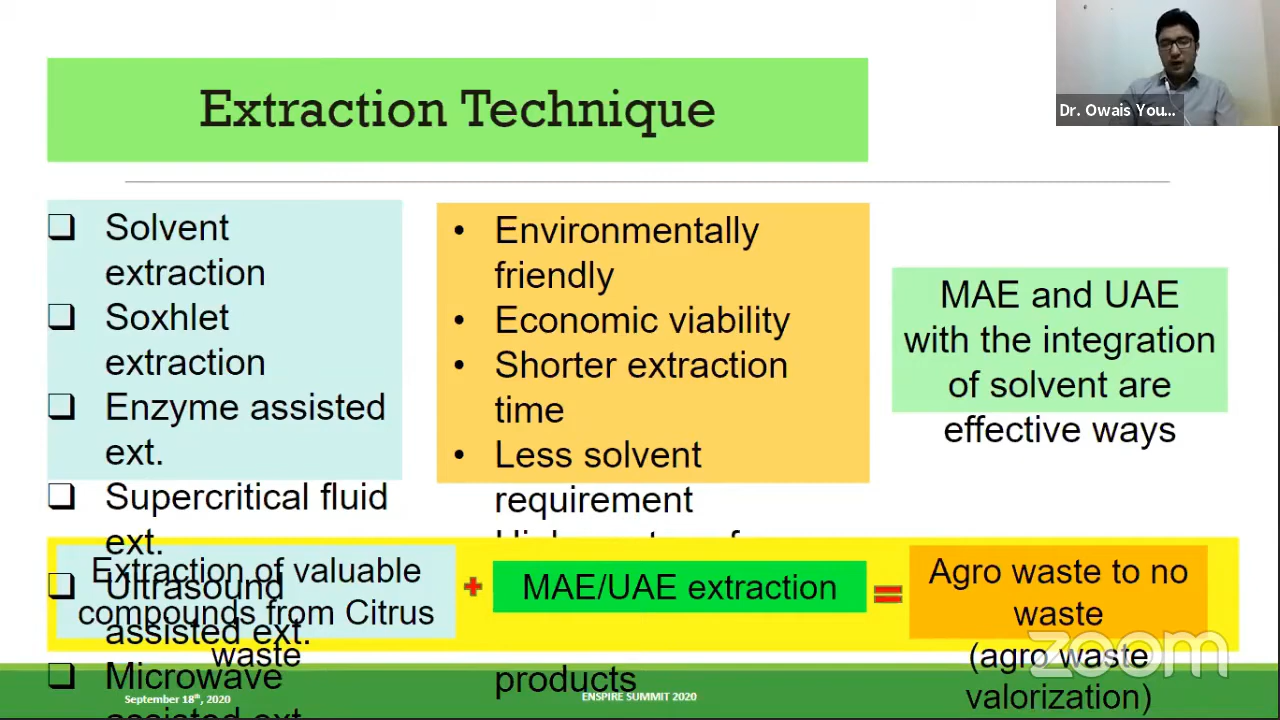 Extraction Technique
Dr. Owais You...
❑ Solvent
extraction
❑ Soxhlet
extraction
❑ Enzyme assisted
ext.
❑ Supercritical fluid
ext.
❑ Ultrasound
assisted ext.
❑ Microwave
assisted ext.
• Environmentally
friendly
• Economic viability
• Shorter extraction
time
• Less solvent
requirement
products
MAE and UAE
with the integration
of solvent are
effective ways
Extraction of valuable
compounds from Citrus
waste
+
MAE/UAE extraction
=
Agro waste to no
waste
(agro waste
valorization)
zoom
September 18th, 2020
ENSPIRE SUMMIT 2020